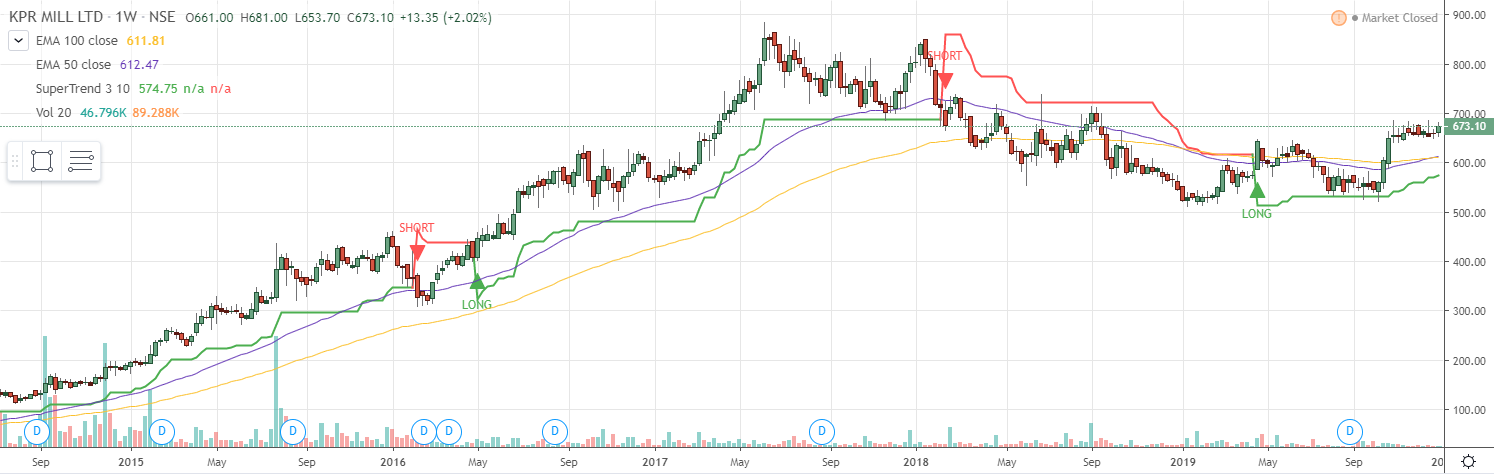 KPR MILL LTD · 1W · NSE O661.00 H681.00 L653.70 C673.10 +13.35 (+2.02%)
! Market Closed
EMA 100 close 611.81
EMA 50 close 612.47
SuperTrend 3 10 574.75 n/a n/a
Vol 20 46.796K 89.288K
SHORT
LONG
SHORT
LONG
900.00
800.00
700.00
673.10
600.00
500.00
400.00
300.00
200.00
100.00
D D D D D D D D
Sep 2015 May Sep 2016 May Sep 2017 May Sep 2018 May Sep 2019 May Sep 20